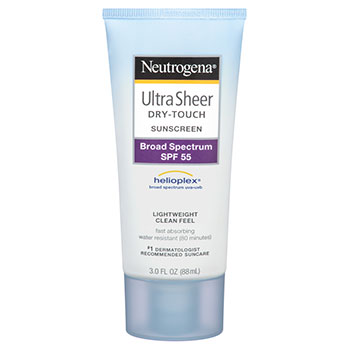 Neutrogena®
Ultra Sheer
DRY-TOUCH
SUNSCREEN
Broad Spectrum
SPF 55
helioplex®
broad spectrum uva•uvb
LIGHTWEIGHT
CLEAN FEEL
fast absorbing
water resistant (80 minutes)
#1 DERMATOLOGIST
RECOMMENDED SUNCARE
3.0 FL OZ (88mL)